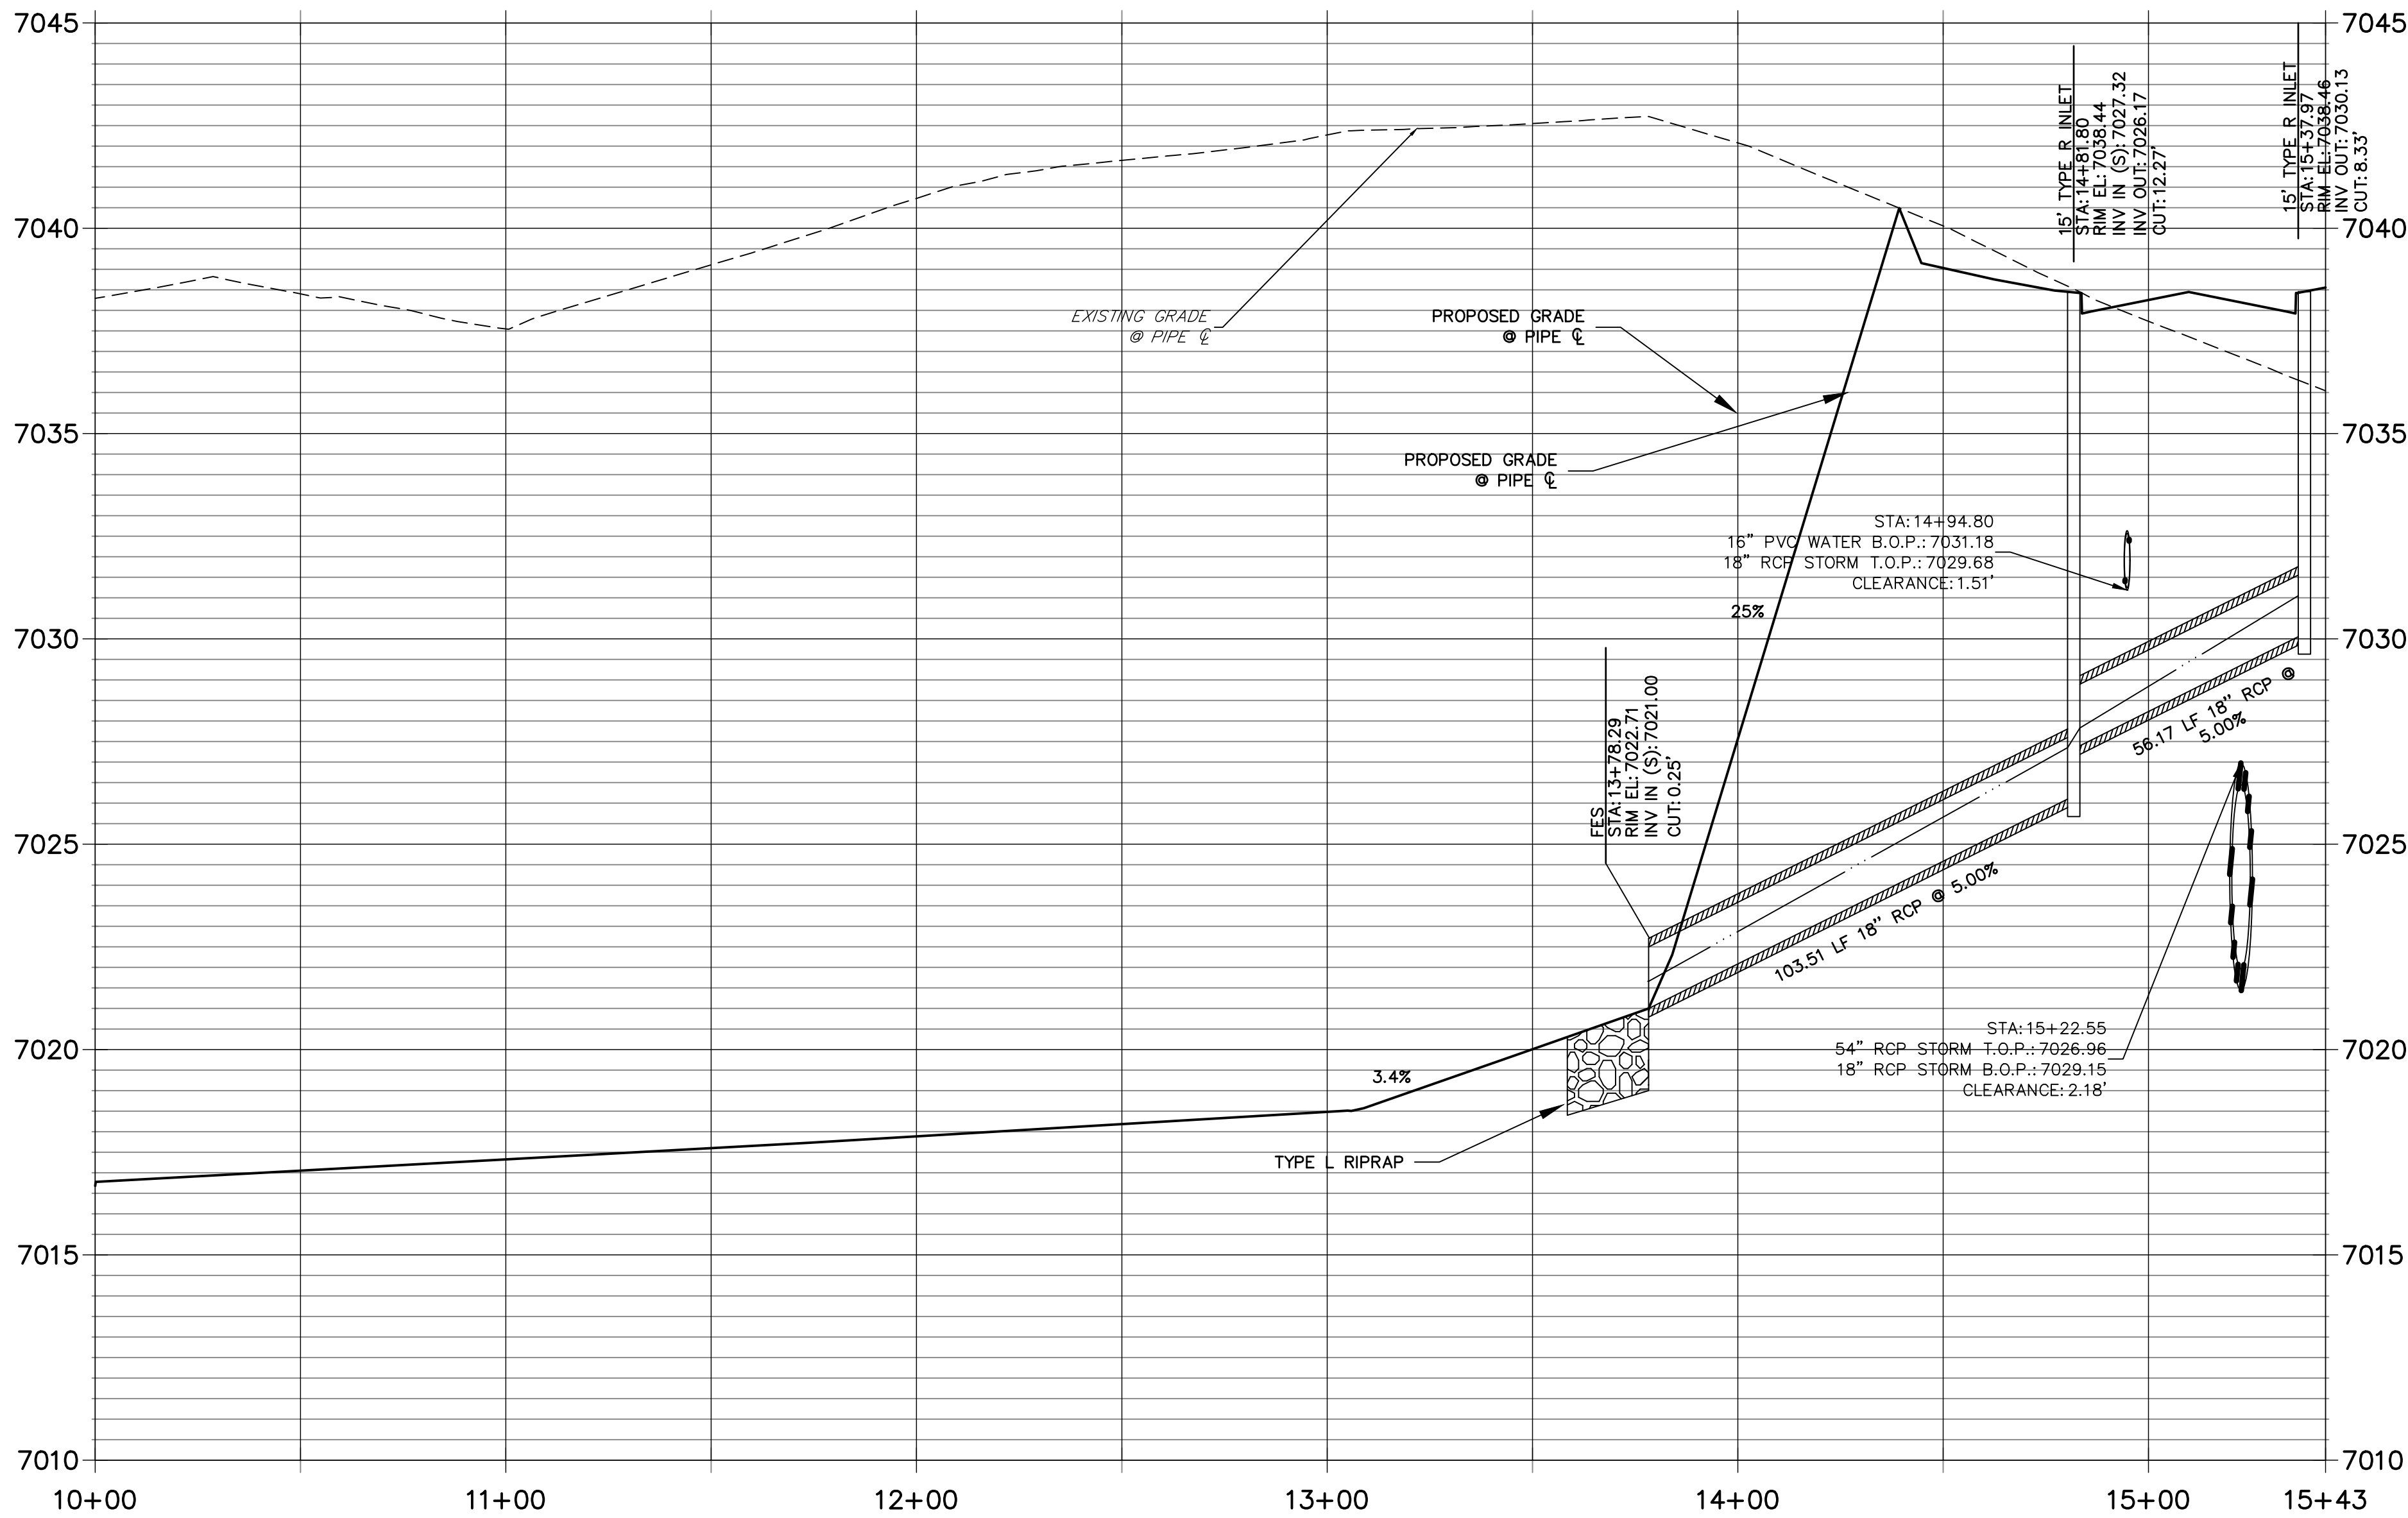 7045
7045
15' TYPE R INLET
STA:14+81.80
RIM EL:7038.44
INV IN (S):7027.32
INV OUT:7026.17
CUT:12.27'
15' TYPE R INLET
STA:15+37.97
RIM EL:7038.46
INV OUT:7030.13
CUT:8.33'
7040
7040
EXISTING GRADE
@ PIPE ℄
PROPOSED GRADE
@ PIPE ℄
7035
7035
PROPOSED GRADE
@ PIPE ℄
STA:14+94.80
16" PVC WATER B.O.P.:7031.18
18" RCP STORM T.O.P.:7029.68
CLEARANCE:1.51'
25%
7030
7030
56.17 LF 18" RCP @
5.00%
FES
STA:13+78.29
RIM EL:7022.71
INV IN (S):7021.00
CUT:0.25'
7025
7025
103.51 LF 18" RCP @ 5.00%
STA:15+22.55
54" RCP STORM T.O.P.:7026.96
18" RCP STORM B.O.P.:7029.15
CLEARANCE:2.18'
7020
7020
3.4%
TYPE L RIPRAP
7015
7015
7010
7010
10+00
11+00
12+00
13+00
14+00
15+00
15+43